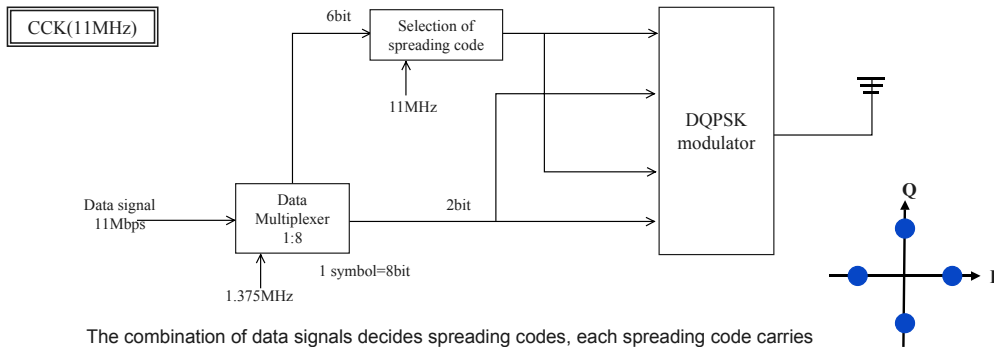 CCK(11MHz)
6bit
Selection of
spreading code
11MHz
DQPSK
modulator
Data signal
11Mbps
Data
Multiplexer
1:8
2bit
1 symbol=8bit
1.375MHz
Q
I
The combination of data signals decides spreading codes, each spreading code carries